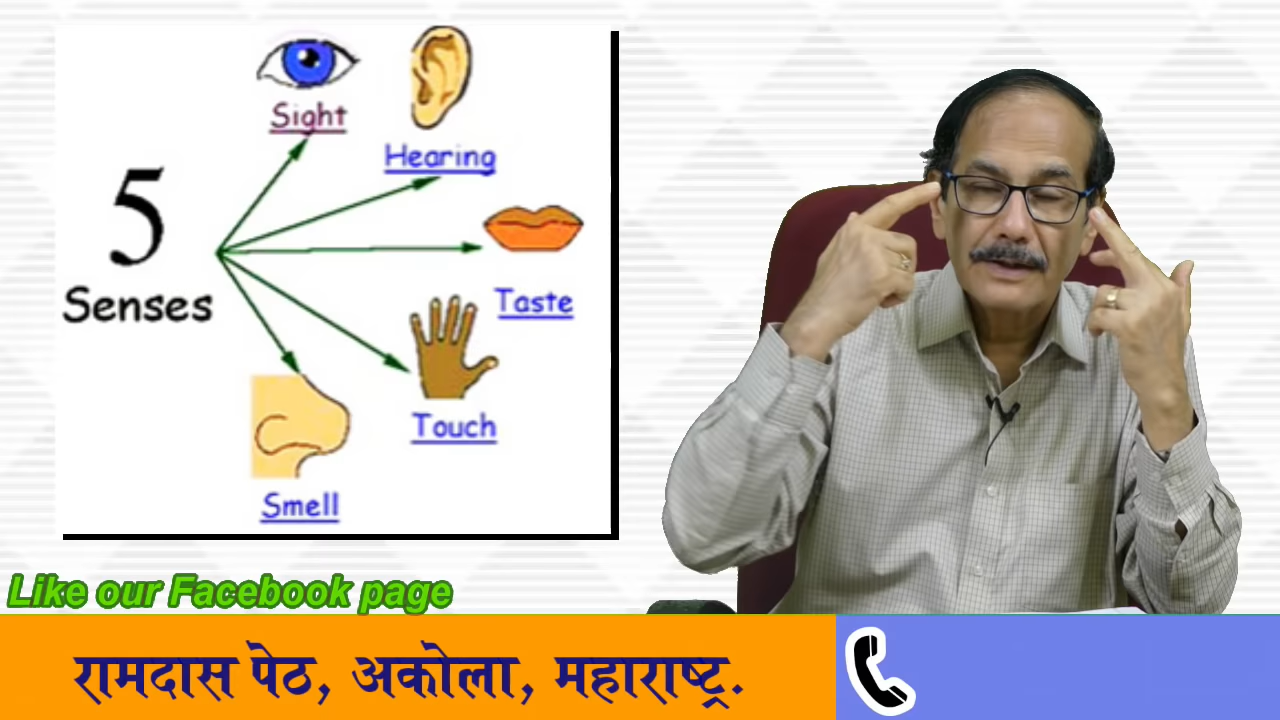 Sight
Hearing
5
Senses
Taste
Touch
Smell
Like our Facebook page
रामदास पेठ, अकोला, महाराष्ट्र.